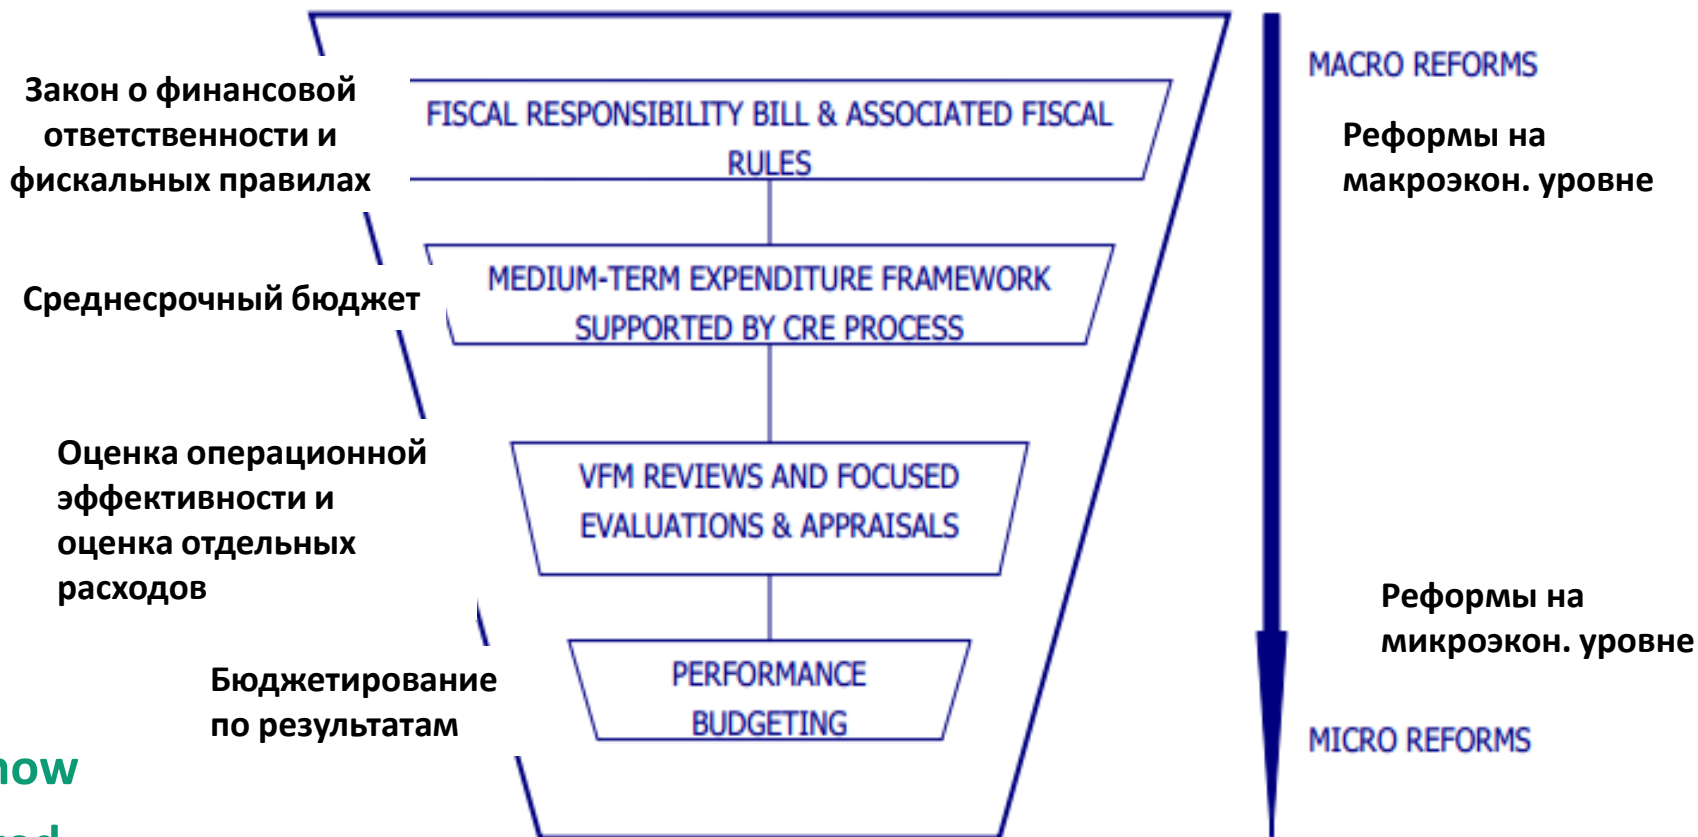 MACRO REFORMS
Закон о финансовой
ответственности и
фискальных правилах
FISCAL RESPONSIBILITY BILL & ASSOCIATED FISCAL
RULES
Реформы на
макроэкон. уровне
Среднесрочный бюджет
MEDIUM-TERM EXPENDITURE FRAMEWORK
SUPPORTED BY CRE PROCESS
Оценка операционной
эффективности и
оценка отдельных
расходов
VFM REVIEWS AND FOCUSED
EVALUATIONS & APPRAISALS
Реформы на
микроэкон. уровне
Бюджетирование
по результатам
PERFORMANCE
BUDGETING
MICRO REFORMS